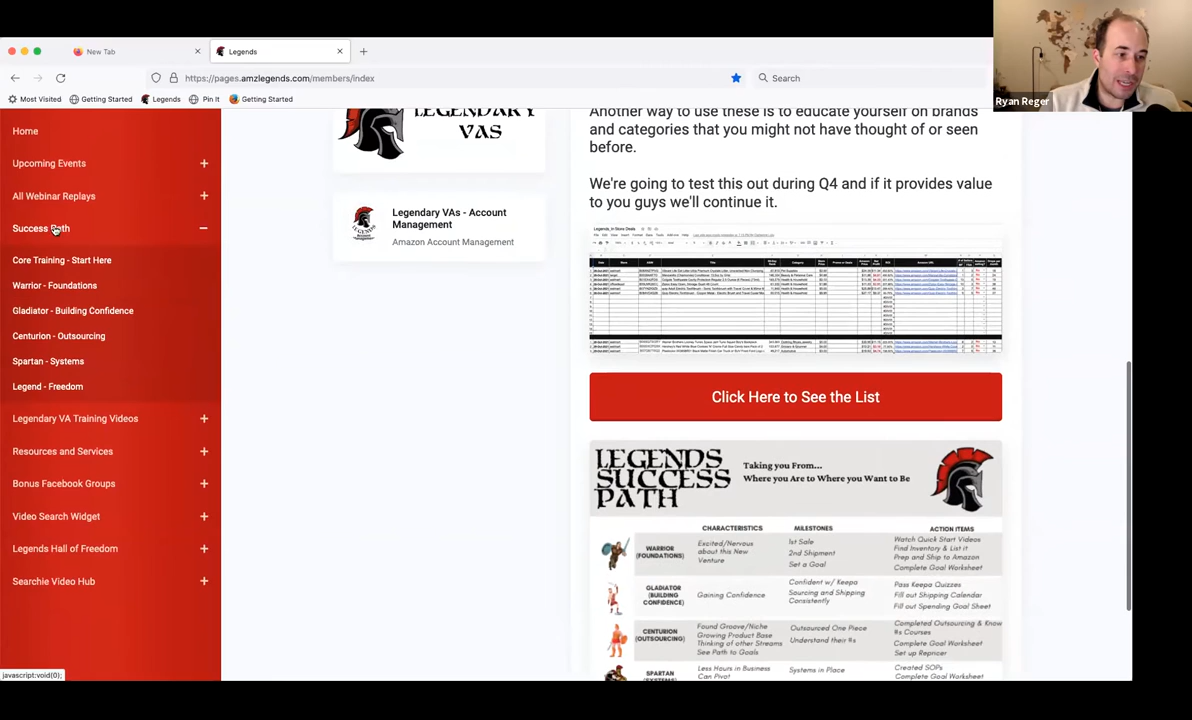 New Tab
Legends
https://pages.amzlegends.com/members/index
Search
Most Visited
Getting Started
Legends
Pin It
Getting Started
Ryan Reger
Home
Upcoming Events
All Webinar Replays
Success Path
Core Training - Start Here
Warrior - Foundations
Gladiator - Building Confidence
Centurion - Outsourcing
Spartan - Systems
Legend - Freedom
Legendary VA Training Videos
Resources and Services
Bonus Facebook Groups
Video Search Widget
Legends Hall of Freedom
Searchie Video Hub
javascript:void(0);
LEGENDARY
VAS
Legendary VAs - Account
Management
Amazon Account Management
Another way to use these is to educate yourself on brands
and categories that you might not have thought of or seen
before.
We're going to test this out during Q4 and if it provides value
to you guys we'll continue it.
Click Here to See the List
LEGENDS
SUCCESS
PATH
Taking you From...
Where you Are to Where you Want to Be
CHARACTERISTICS
MILESTONES
ACTION ITEMS
WARRIOR
(FOUNDATIONS)
Excited/Nervous
about this New
Venture
1st Sale
2nd Shipment
Set a Goal
Watch Quick Start Videos
Find Inventory & List it
Prep and Ship to Amazon
Complete Goal Worksheet
GLADIATOR
(BUILDING
CONFIDENCE)
Gaining Confidence
Confident w/ Keepa
Sourcing and Shipping
Consistently
Pass Keepa Quizzes
Fill out Shipping Calendar
Fill out Spending Goal Sheet
CENTURION
(OUTSOURCING)
Found Groove/Niche
Growing Product Base
Thinking of other Streams
See Path to Goals
Outsourced One Piece
Understand their #s
Completed Outsourcing & Know
#s Courses
Complete Goal Worksheet
Set up Repricer
SPARTAN
Less Hours in Business
Can Pivot
Systems in Place
Created SOPs
Complete Goal Worksheet